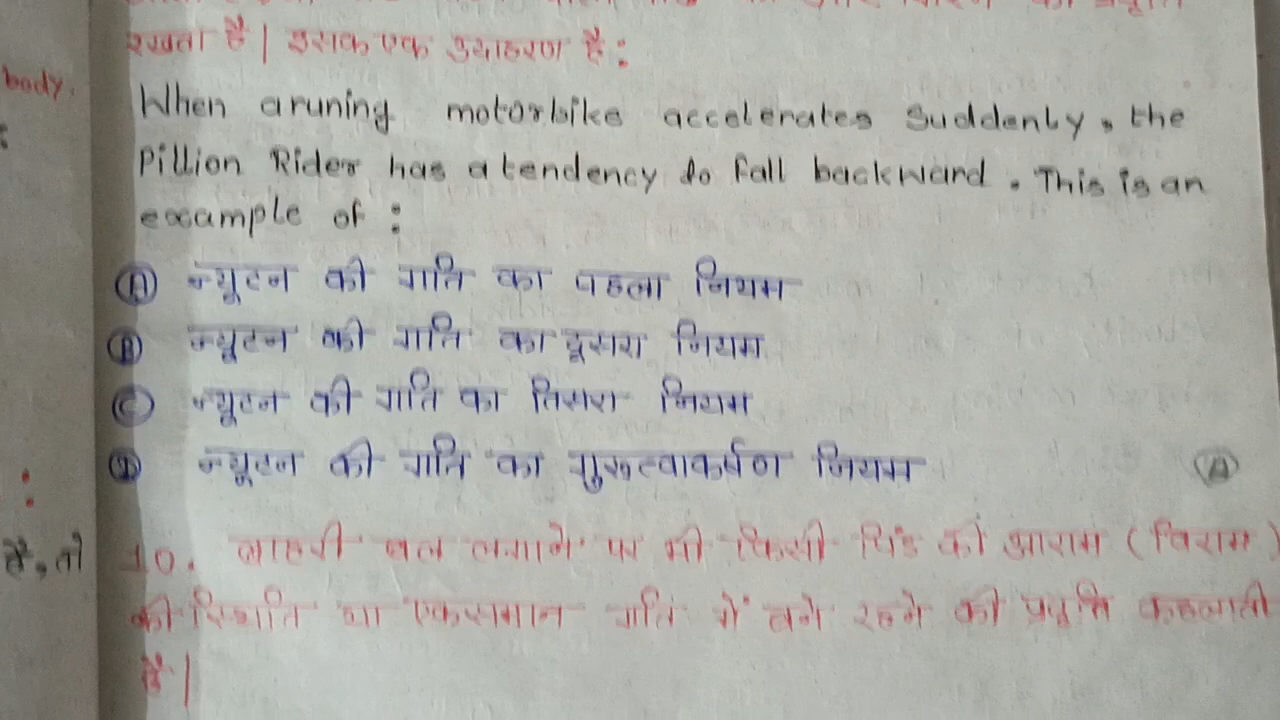 की प्रवृत्ति
body.
रखता है| इसक एक उदाहरण है:
When a runing motorbike accelerates Suddenly, the
Pillion Rider has a tendency to fall backward. This is an
example of :
(A) न्यूटन की गति का पहला नियम
(B) न्यूटन की गति का दूसरा नियम
(C) न्यूटन की गति का तिसरा नियम
(D) न्यूटन की गति का गुरुत्वाकर्षण नियम
(A)
है, तो
10. बाहरी बल लगाने पर भी किसी पिंड की आराम (विराम)
की स्थिति या एकसमान गति में बने रहने की प्रवृत्ति कहलाती
है|